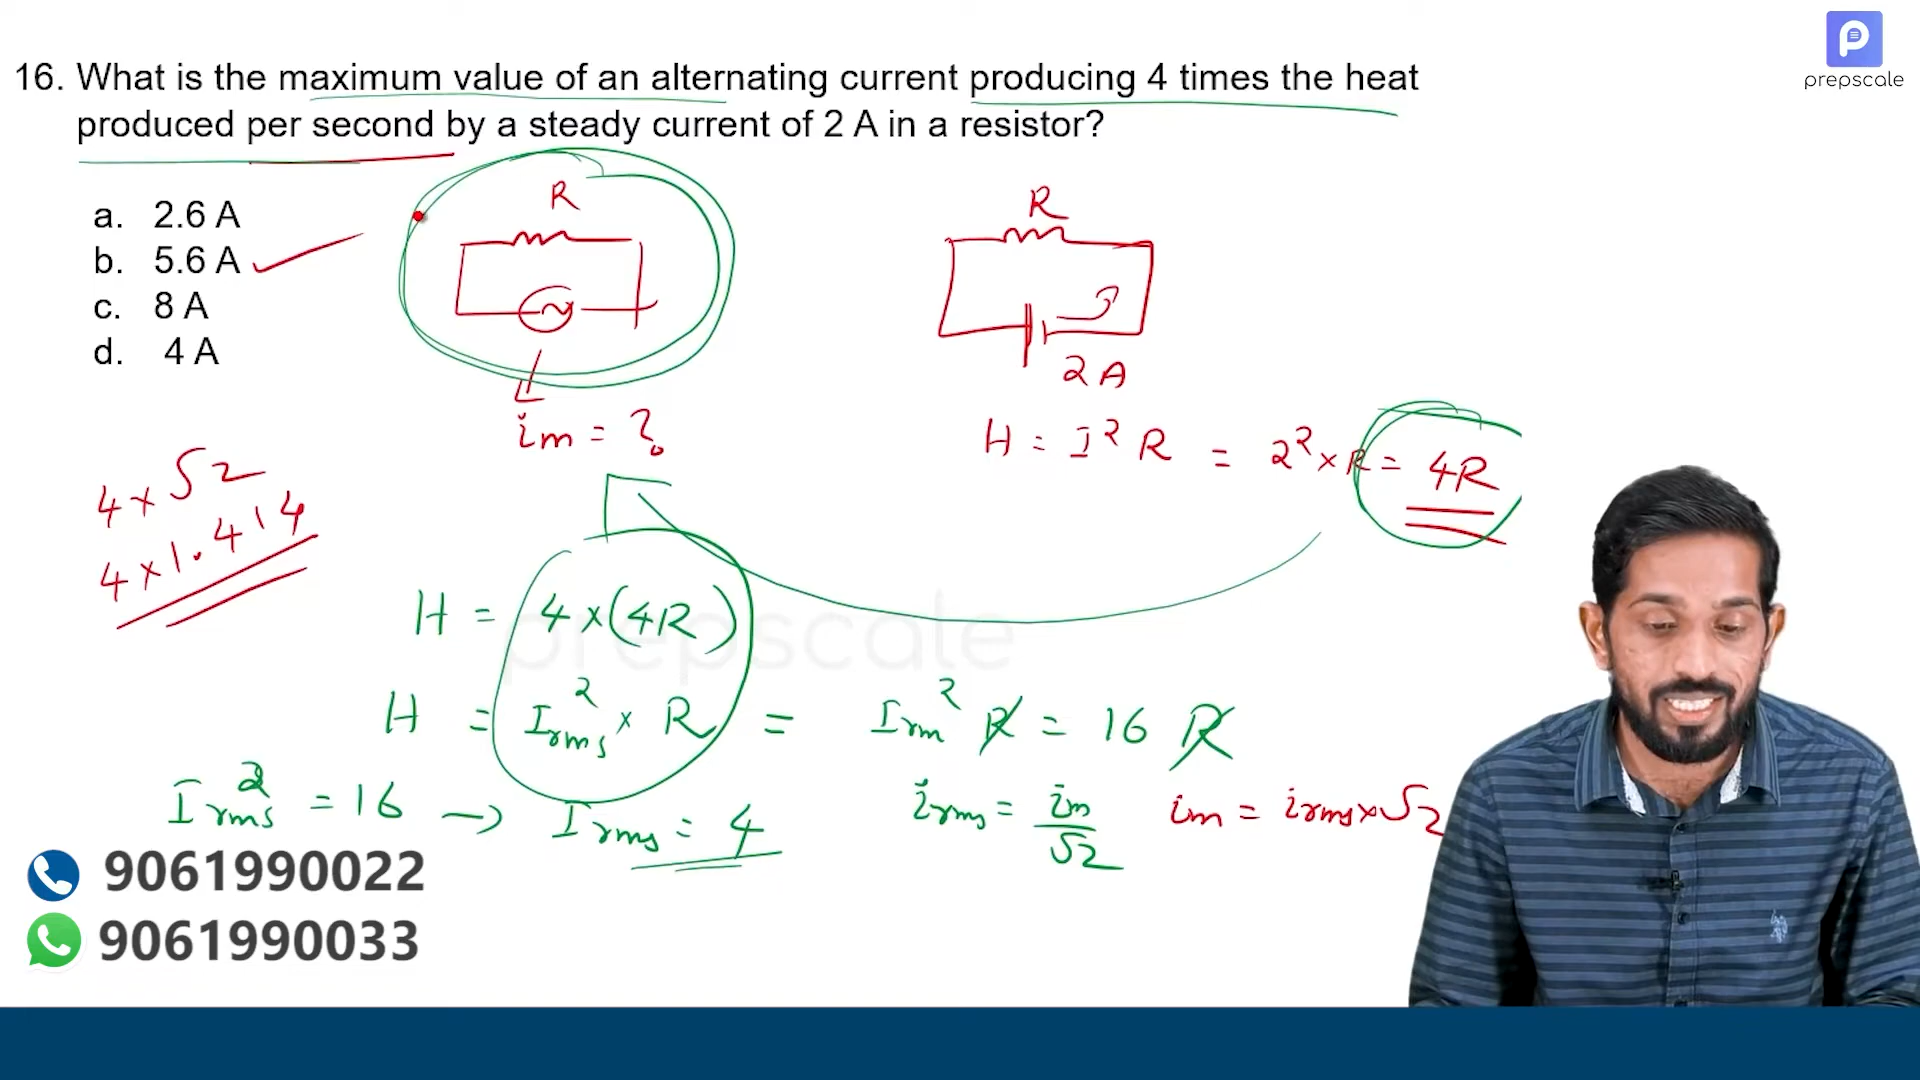 prepscale
16. What is the maximum value of an alternating current producing 4 times the heat
produced per second by a steady current of 2 A in a resistor?
a. 2.6 A
b. 5.6 A
c. 8 A
d. 4 A
R
R
2 A
im = ?
H = I² R = 2² × R = 4R
4 × √2
4 × 1.414
H = 4 × (4R)
prepscale
H = Irms² × R = Irm² R = 16 R
Irms² = 16 → Irms = 4
irms = im/√2 im = irms × √2
9061990022
9061990033